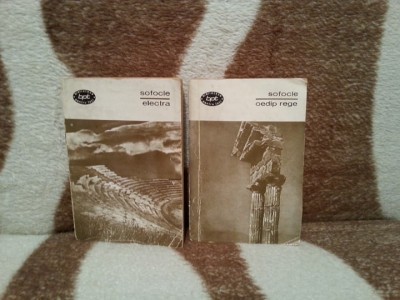 bpt
sofocle
electra
bpt
sofocle
oedip rege